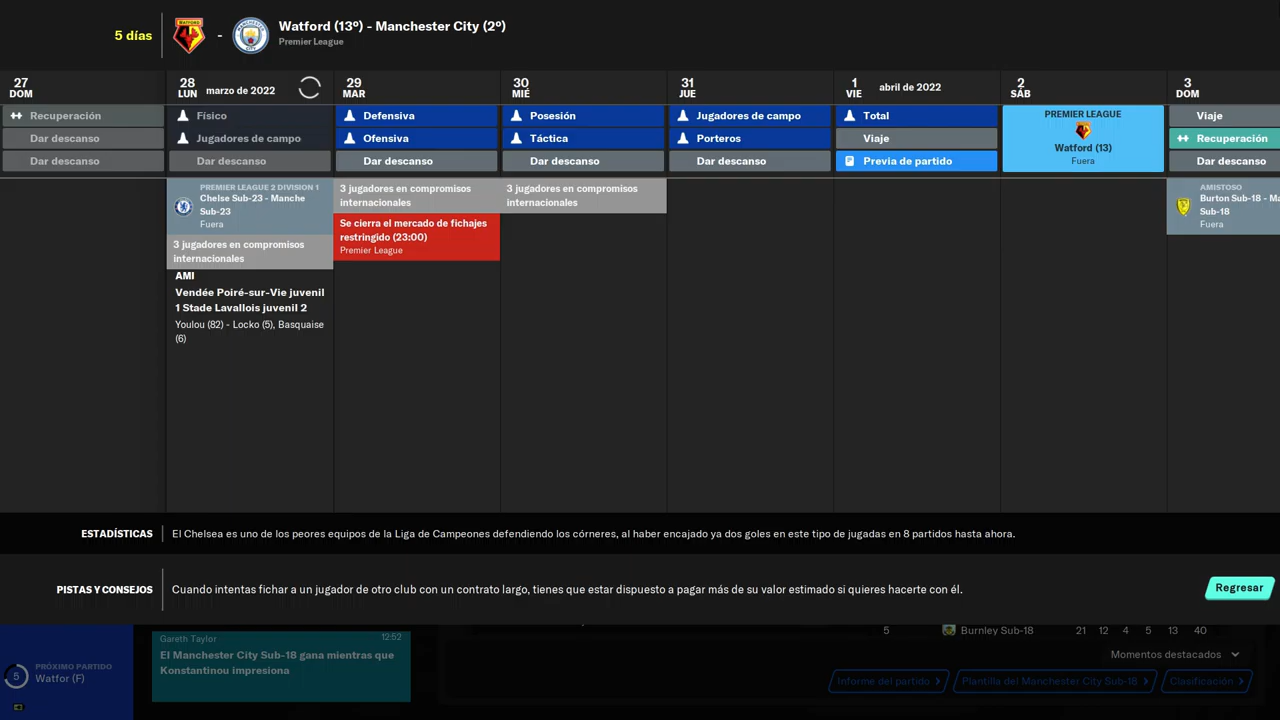 5 días
Watford (13º) - Manchester City (2º)
Premier League
27
DOM
28
LUN
marzo de 2022
29
MAR
30
MIÉ
31
JUE
1
VIE
abril de 2022
2
SÁB
3
DOM
Recuperación
Físico
Defensiva
Posesión
Jugadores de campo
Total
Viaje
Dar descanso
Jugadores de campo
Ofensiva
Táctica
Porteros
Viaje
Recuperación
Dar descanso
Dar descanso
Dar descanso
Dar descanso
Dar descanso
Previa de partido
Dar descanso
PREMIER LEAGUE
Watford (13)
Fuera
PREMIER LEAGUE 2 DIVISION 1
Chelse Sub-23 - Manche
Sub-23
Fuera
3 jugadores en compromisos
internacionales
AMI
Vendée Poiré-sur-Vie juvenil
1 Stade Lavallois juvenil 2
Youlou (82) - Locko (5), Basquaise
(6)
3 jugadores en compromisos
internacionales
Se cierra el mercado de fichajes
restringido (23:00)
Premier League
3 jugadores en compromisos
internacionales
AMISTOSO
Burton Sub-18 - Ma
Sub-18
Fuera
ESTADÍSTICAS
El Chelsea es uno de los peores equipos de la Liga de Campeones defendiendo los córneres, al haber encajado ya dos goles en este tipo de jugadas en 8 partidos hasta ahora.
PISTAS Y CONSEJOS
Cuando intentas fichar a un jugador de otro club con un contrato largo, tienes que estar dispuesto a pagar más de su valor estimado si quieres hacerte con él.
Regresar
5
PRÓXIMO PARTIDO
Watfor (F)
Gareth Taylor
12:52
El Manchester City Sub-18 gana mientras que
Konstantinou impresiona
5 Burnley Sub-18 21 12 4 5 13 40
Momentos destacados
Informe del partido
Plantilla del Manchester City Sub-18
Clasificación